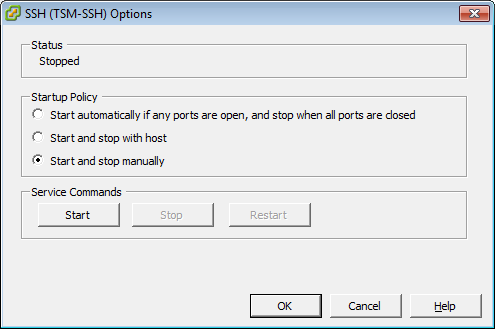 SSH (TSM-SSH) Options
Status
Stopped
Startup Policy
Start automatically if any ports are open, and stop when all ports are closed
Start and stop with host
Start and stop manually
Service Commands
Start Stop Restart
OK Cancel Help